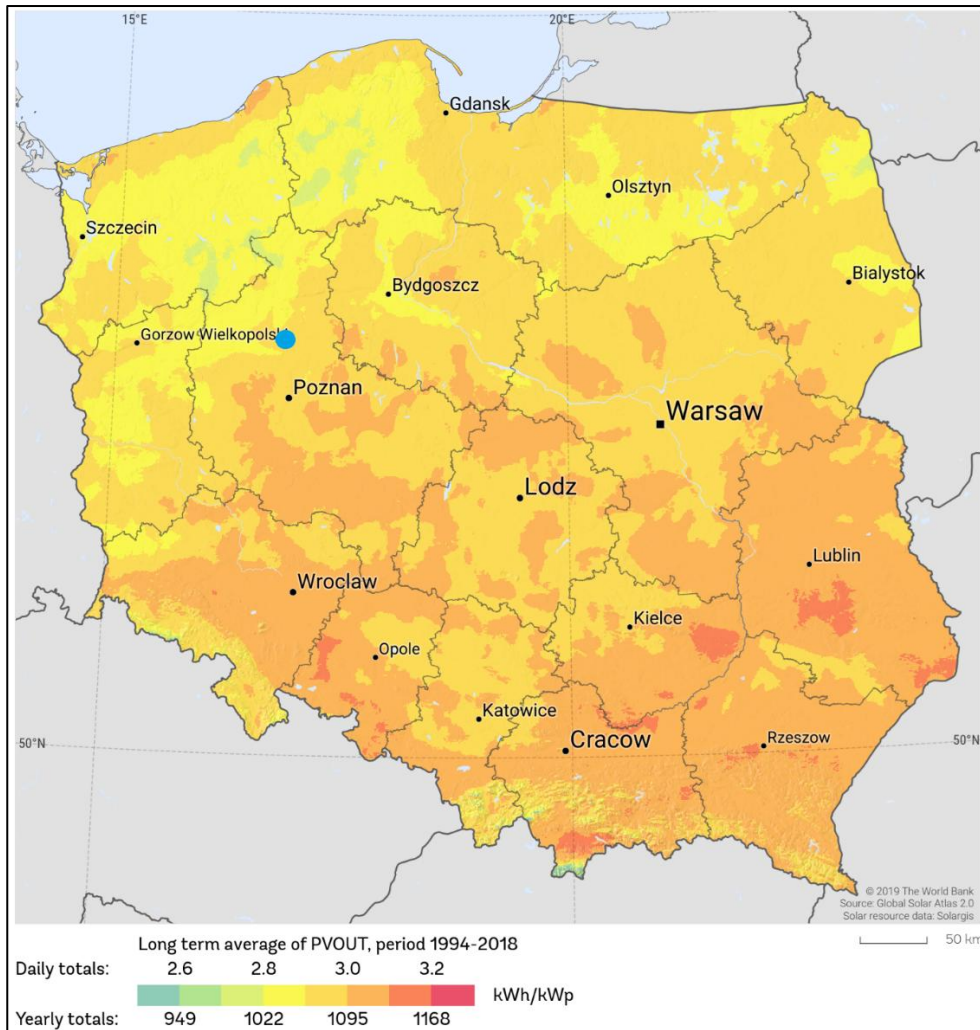 15°E
20°E
Gdansk
Olsztyn
Szczecin
Bialystok
Bydgoszcz
Gorzow Wielkopolski
Poznan
Warsaw
Lodz
Lublin
Wroclaw
Kielce
Opole
Katowice
Cracow
Rzeszow
50°N
50°N
© 2019 The World Bank
Source: Global Solar Atlas 2.0
Solar resource data: Solargis
Long term average of PVOUT, period 1994-2018
50 km
Daily totals: 2.6 2.8 3.0 3.2
kWh/kWp
Yearly totals: 949 1022 1095 1168